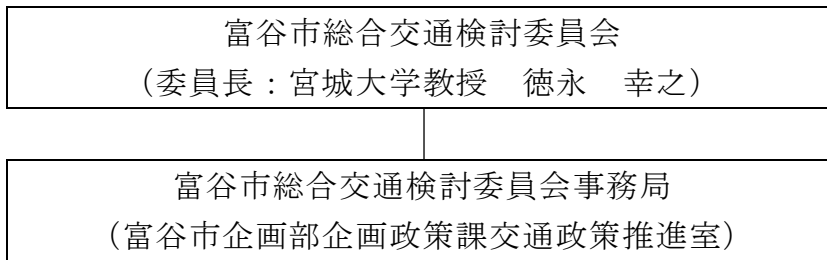 富谷市総合交通検討委員会
（委員長：宮城大学教授　徳永　幸之）
富谷市総合交通検討委員会事務局
（富谷市企画部企画政策課交通政策推進室）